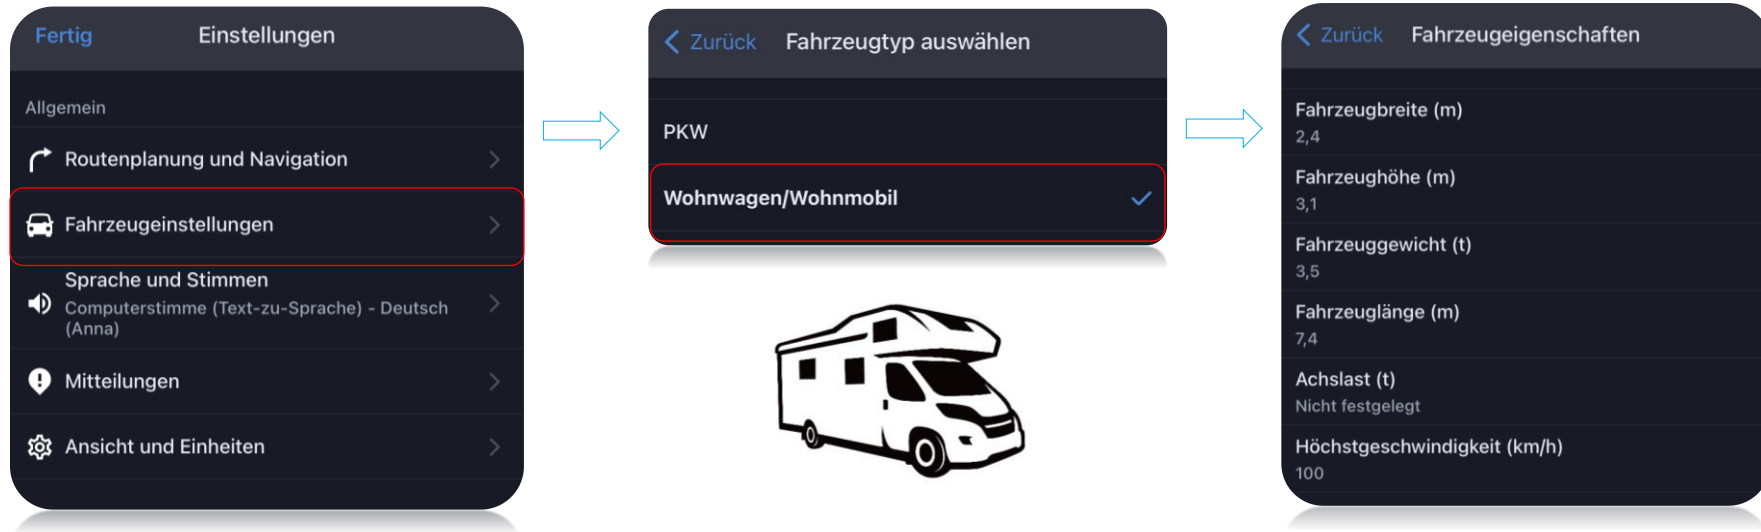 Fertig Einstellungen
Allgemein
Routenplanung und Navigation
Fahrzeugeinstellungen
Sprache und Stimmen
Computerstimme (Text-zu-Sprache) - Deutsch
(Anna)
Mitteilungen
Ansicht und Einheiten
Zurück Fahrzeugtyp auswählen
PKW
Wohnwagen/Wohnmobil
Zurück Fahrzeugeigenschaften
Fahrzeugbreite (m)
2,4
Fahrzeughöhe (m)
3,1
Fahrzeuggewicht (t)
3,5
Fahrzeuglänge (m)
7,4
Achslast (t)
Nicht festgelegt
Höchstgeschwindigkeit (km/h)
100